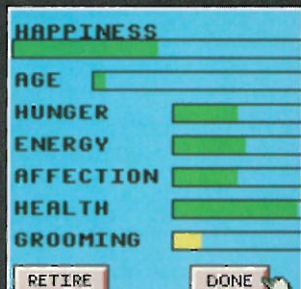 HAPPINESS
AGE
HUNGER
ENERGY
AFFECTION
HEALTH
GROOMING
RETIRE DONE